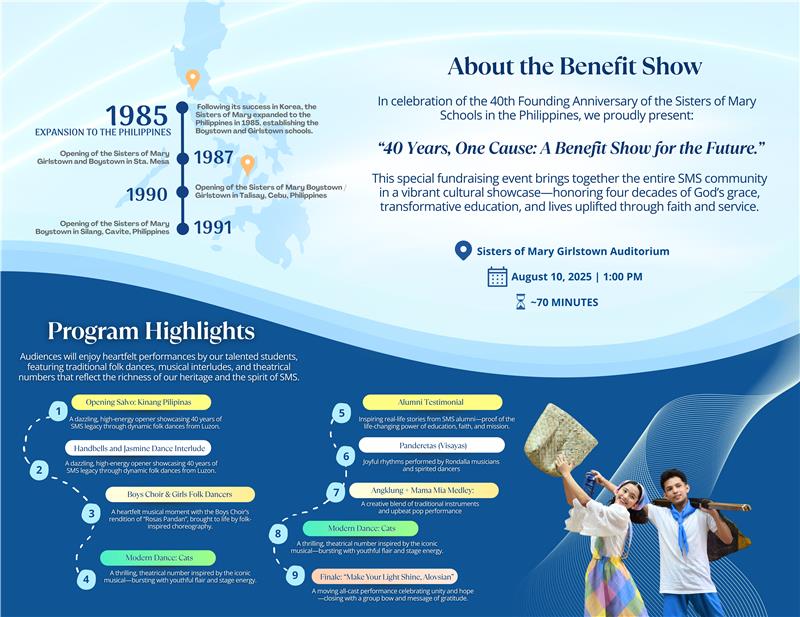 1985
EXPANSION TO THE PHILIPPINES
Following its success in Korea, the
Sisters of Mary expanded to the
Philippines in 1985, establishing the
Boystown and Girlstown schools.
Opening of the Sisters of Mary
Girlstown and Boystown in Sta. Mesa
1987
1990
Opening of the Sisters of Mary Boystown /
Girlstown in Talisay, Cebu, Philippines
Opening of the Sisters of Mary
Boystown in Silang, Cavite, Philippines
1991
About the Benefit Show
In celebration of the 40th Founding Anniversary of the Sisters of Mary
Schools in the Philippines, we proudly present:
“40 Years, One Cause: A Benefit Show for the Future.”
This special fundraising event brings together the entire SMS community
in a vibrant cultural showcase—honoring four decades of God’s grace,
transformative education, and lives uplifted through faith and service.
Sisters of Mary Girlstown Auditorium
August 10, 2025 | 1:00 PM
~70 MINUTES
Program Highlights
Audiences will enjoy heartfelt performances by our talented students,
featuring traditional folk dances, musical interludes, and theatrical
numbers that reflect the richness of our heritage and the spirit of SMS.
1
Opening Salvo: Kinang Pilipinas
A dazzling, high-energy opener showcasing 40 years of
SMS legacy through dynamic folk dances from Luzon.
2
Handbells and Jasmine Dance Interlude
A dazzling, high-energy opener showcasing 40 years of
SMS legacy through dynamic folk dances from Luzon.
3
Boys Choir & Girls Folk Dancers
A heartfelt musical moment with the Boys Choir’s
rendition of "Rosas Pandan", brought to life by folk-
inspired choreography.
4
Modern Dance: Cats
A thrilling, theatrical number inspired by the iconic
musical—bursting with youthful flair and stage energy.
5
Alumni Testimonial
Inspiring real-life stories from SMS alumni—proof of the
life-changing power of education, faith, and mission.
6
Panderetas (Visayas)
Joyful rhythms performed by Rondalla musicians
and spirited dancers
7
Angklung + Mama Mia Medley:
A creative blend of traditional instruments
and upbeat pop performance
8
Modern Dance: Cats
A thrilling, theatrical number inspired by the iconic
musical—bursting with youthful flair and stage energy.
9
Finale: “Make Your Light Shine, Aloysian”
A moving all-cast performance celebrating unity and hope
—closing with a group bow and message of gratitude.